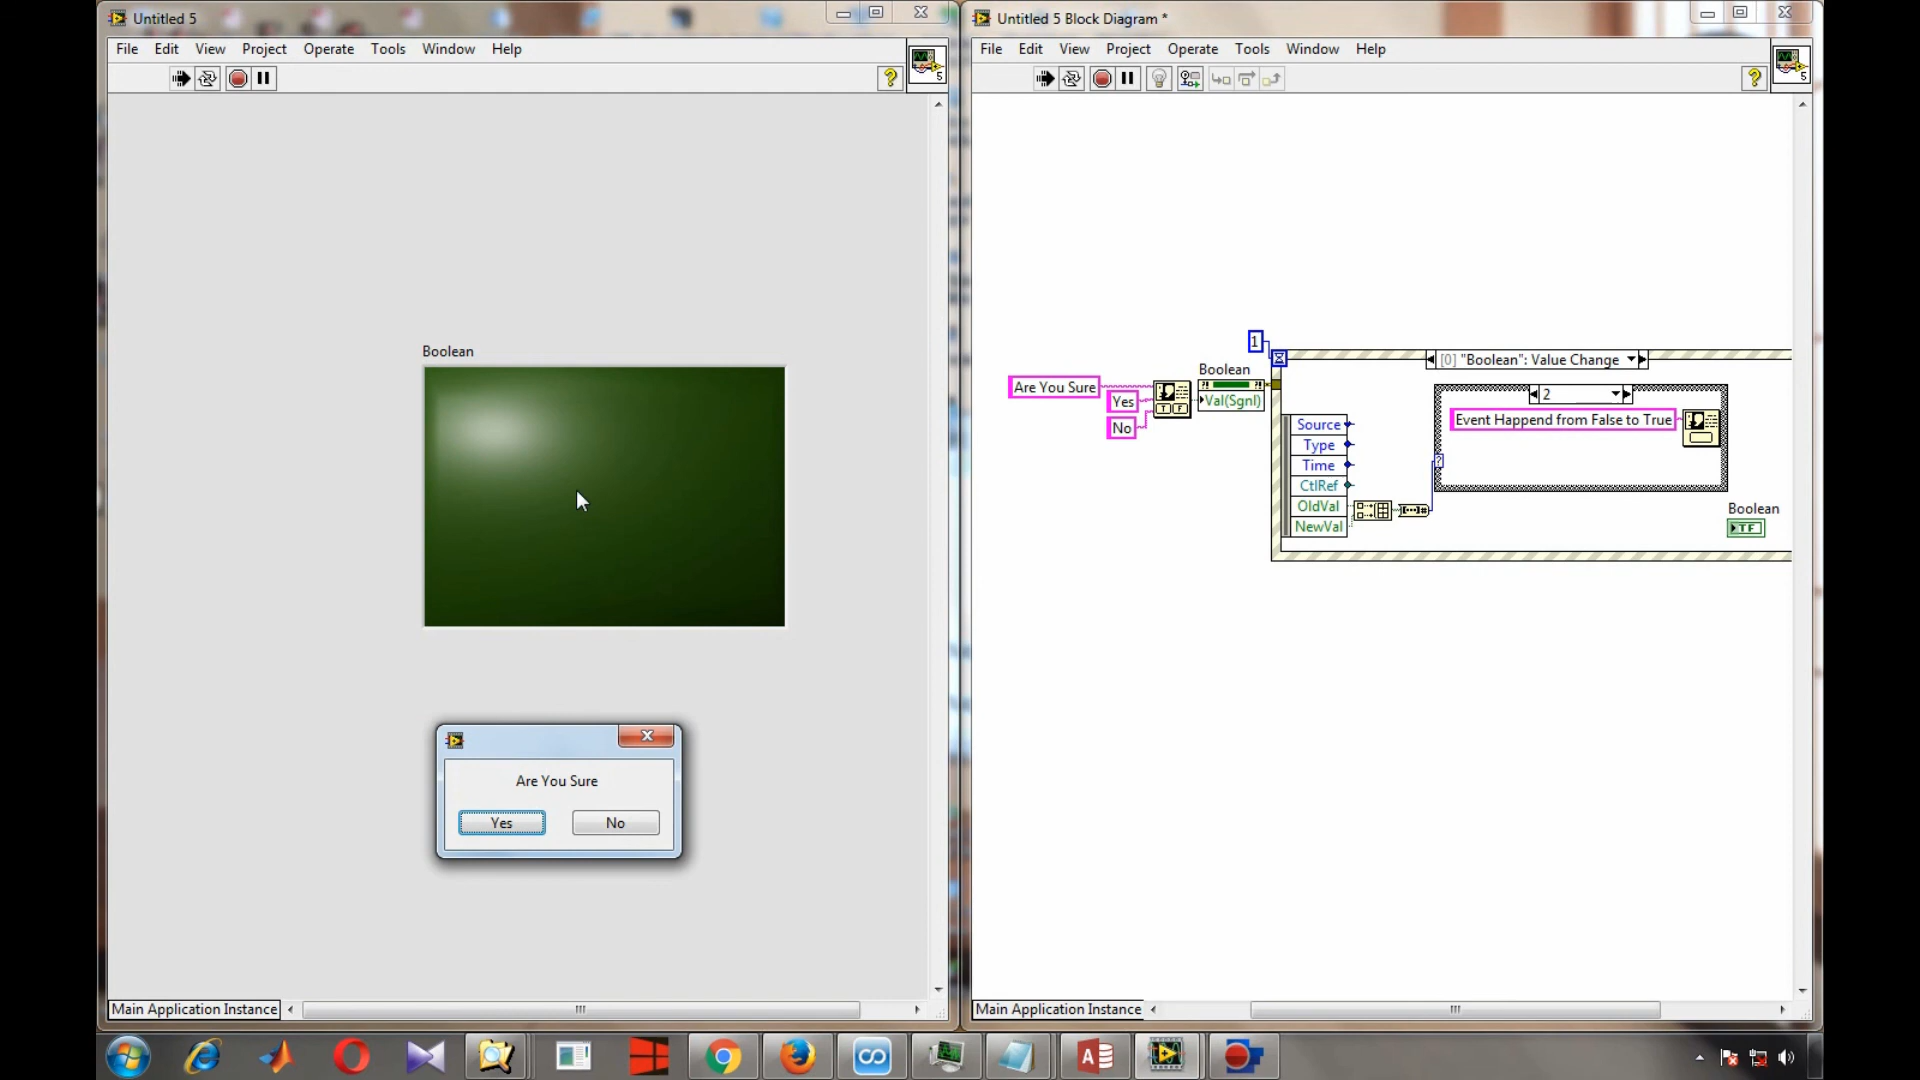 Untitled 5
File Edit View Project Operate Tools Window Help
?
5
Boolean
Are You Sure
Yes No
Main Application Instance
Untitled 5 Block Diagram *
File Edit View Project Operate Tools Window Help
?
5
1
[0] "Boolean": Value Change
Boolean
Are You Sure
Yes
No
?! ?!
Val(Sgnl)
T F
2
Event Happend from False to True
Source
Type
Time
CtlRef
OldVal
NewVal
?
#
Boolean
TF
Main Application Instance